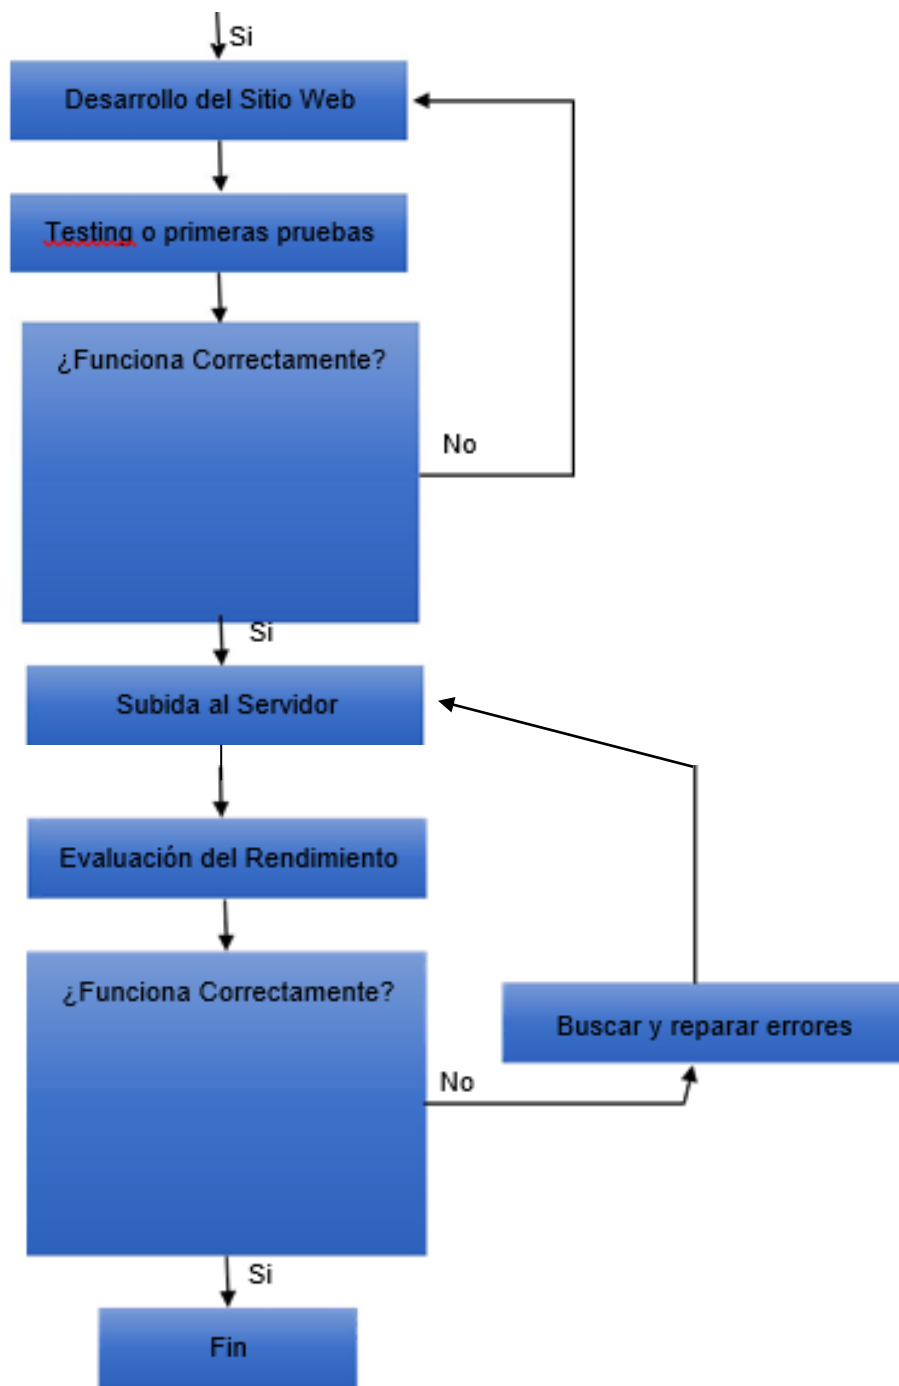 Si
Desarrollo del Sitio Web
Testing o primeras pruebas
¿Funciona Correctamente?
No
Si
Subida al Servidor
Evaluación del Rendimiento
¿Funciona Correctamente?
Buscar y reparar errores
No
Si
Fin